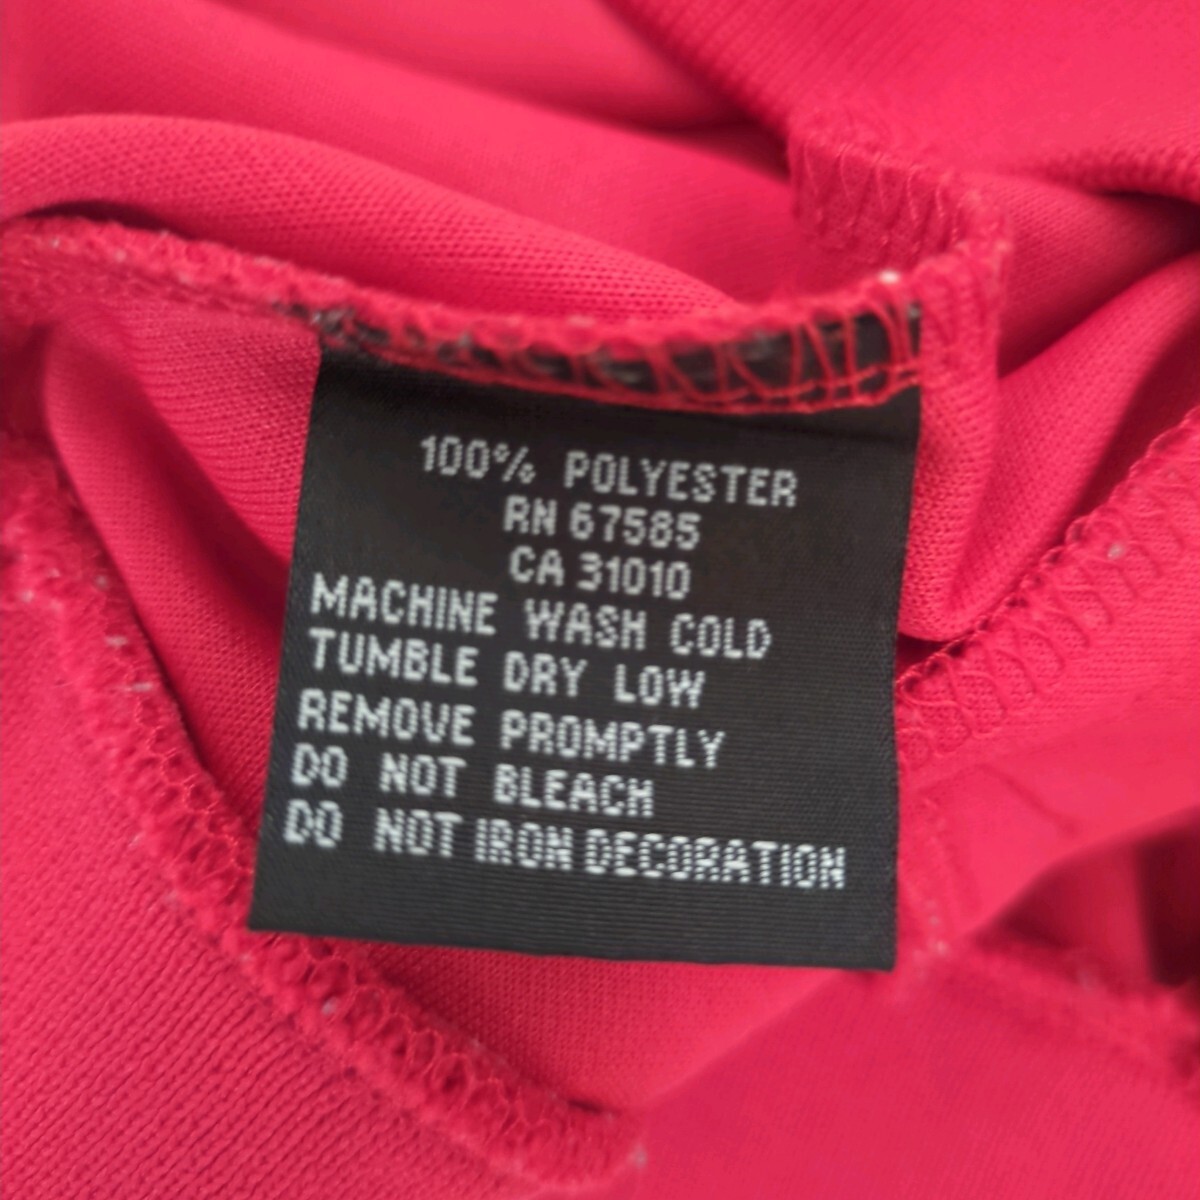 100% POLYESTER
RN 67585
CA 31010
MACHINE WASH COLD
TUMBLE DRY LOW
REMOVE PROMPTLY
DO NOT BLEACH
DO NOT IRON DECORATION